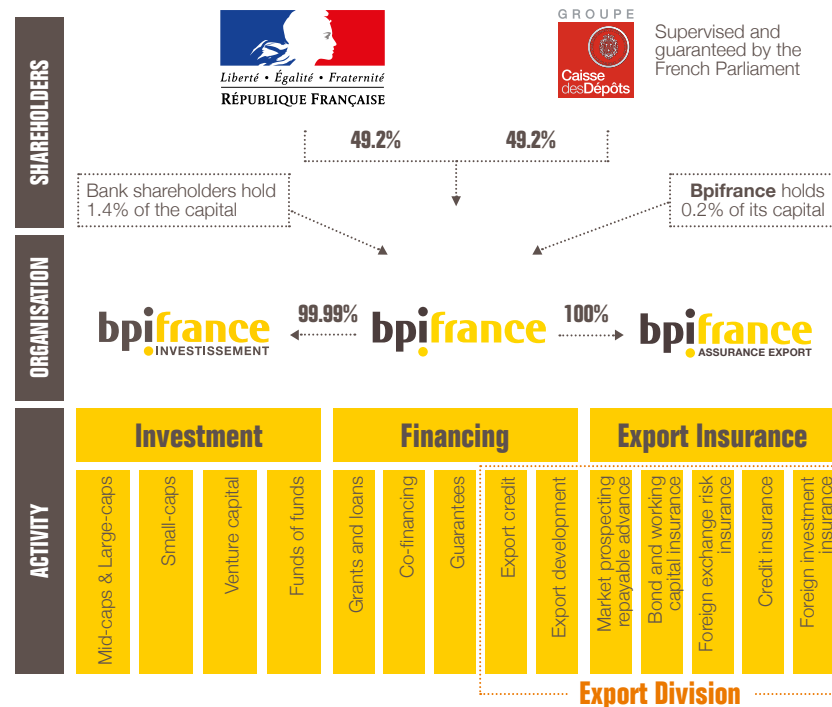 SHAREHOLDERS
Liberté • Égalité • Fraternité
RÉPUBLIQUE FRANÇAISE
GROUPE
Caisse
desDépôts
Supervised and
guaranteed by the
French Parliament
49.2%
49.2%
Bank shareholders hold
1.4% of the capital
Bpifrance holds
0.2% of its capital
ORGANISATION
bpifrance
INVESTISSEMENT
99.99%
bpifrance
100%
bpifrance
ASSURANCE EXPORT
ACTIVITY
Investment
Financing
Export Insurance
Mid-caps & Large-caps
Small-caps
Venture capital
Funds of funds
Grants and loans
Co-financing
Guarantees
Export credit
Export development
Market prospecting
repayable advance
Bond and working
capital insurance
Foreign exchange risk
insurance
Credit insurance
Foreign investment
insurance
Export Division